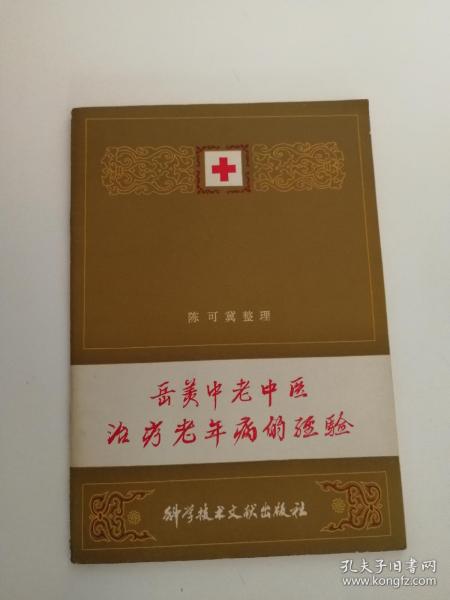 陈可冀整理
岳美中老中医
治疗老年病的经验
科学技术文献出版社
孔夫子旧书网
www.kongfz.com